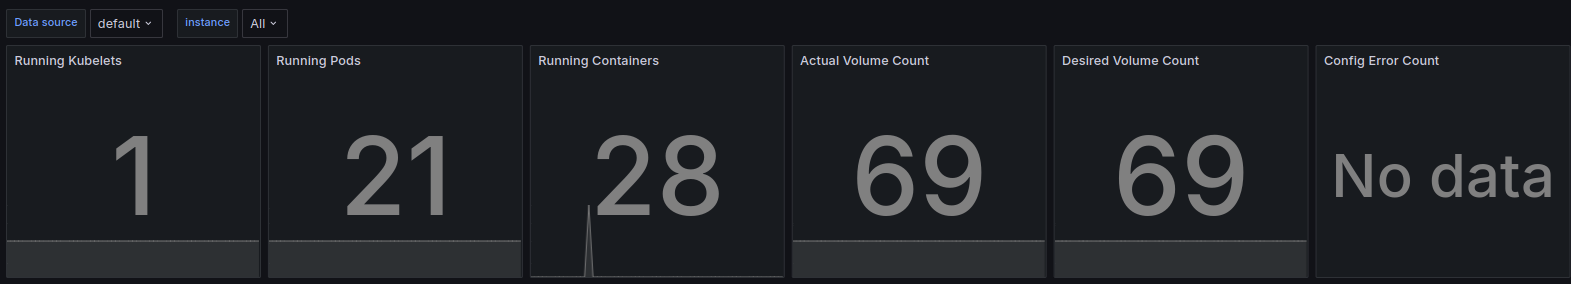 Data source default instance All
Running Kubelets Running Pods Running Containers Actual Volume Count Desired Volume Count Config Error Count
1 21 28 69 69 No data